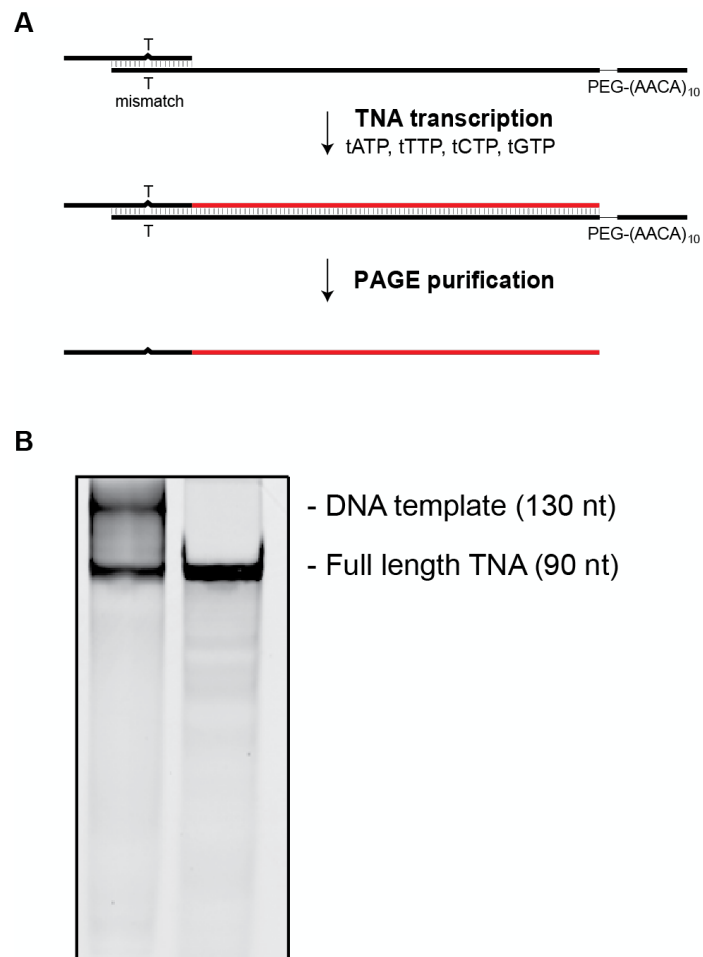 A
T
T
mismatch
PEG-(AACA)10
TNA transcription
tATP, tTTP, tCTP, tGTP
T
T
PEG-(AACA)10
PAGE purification
B
- DNA template (130 nt)
- Full length TNA (90 nt)